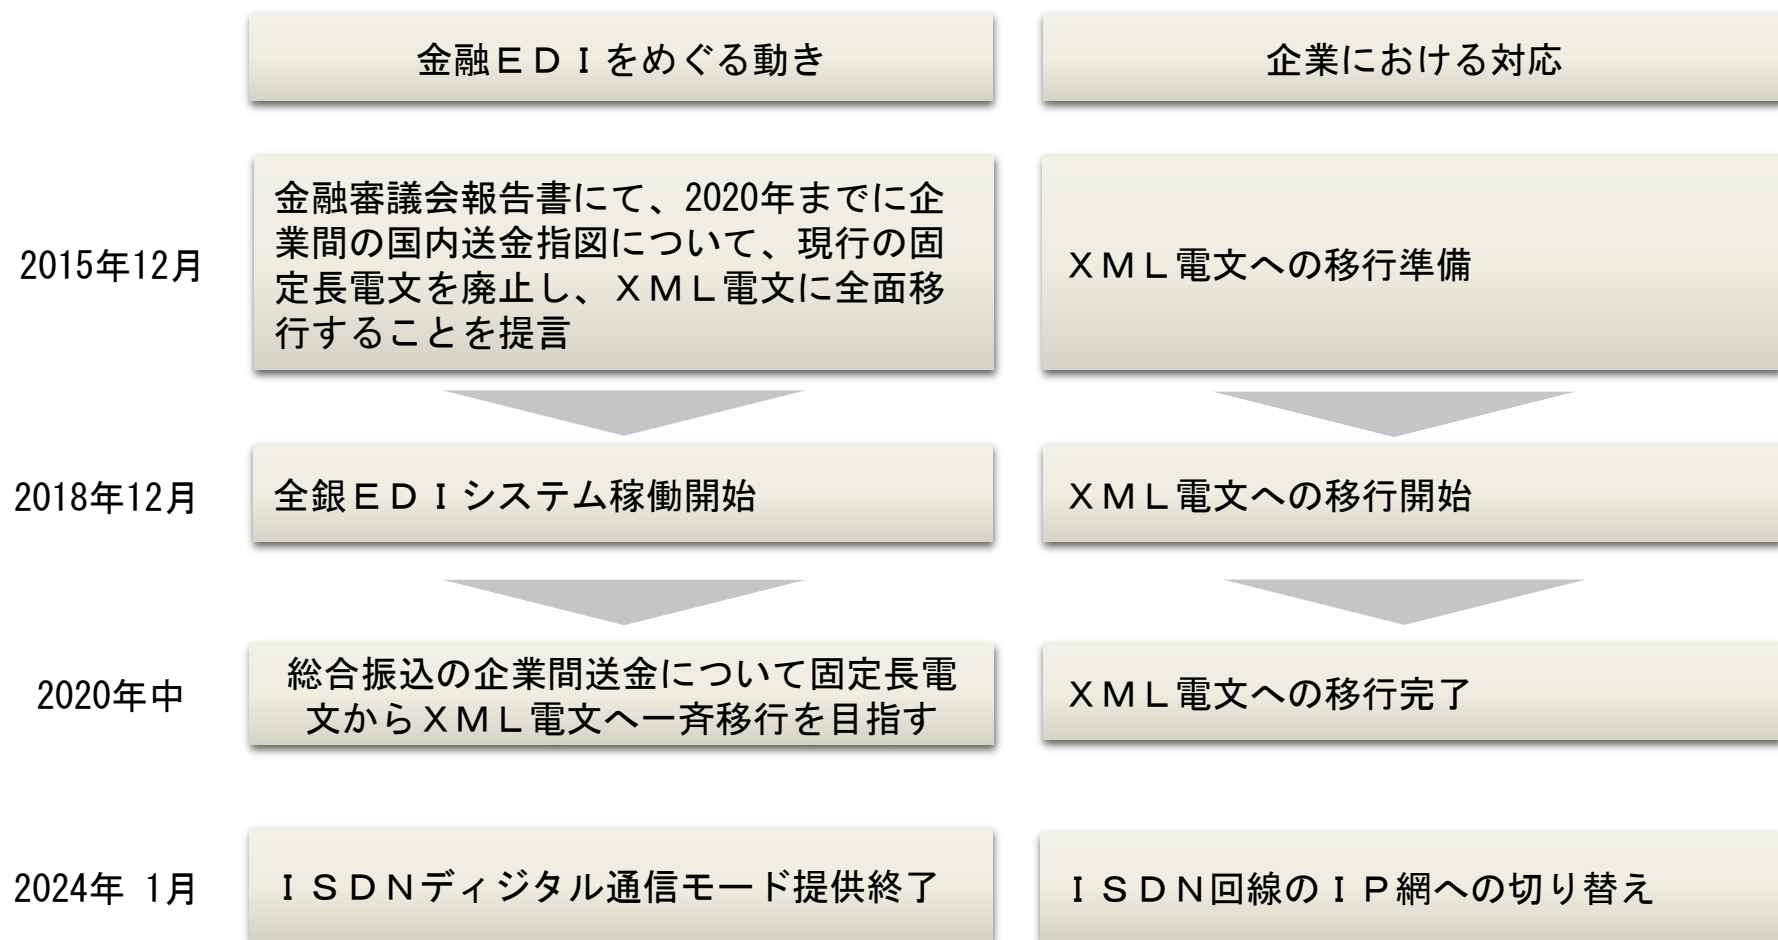 金融ＥＤＩをめぐる動き
企業における対応
2015年12月
金融審議会報告書にて、2020年までに企
業間の国内送金指図について、現行の固
定長電文を廃止し、ＸＭＬ電文に全面移
行することを提言
ＸＭＬ電文への移行準備
2018年12月
全銀ＥＤＩシステム稼働開始
ＸＭＬ電文への移行開始
2020年中
総合振込の企業間送金について固定長電
文からＸＭＬ電文へ一斉移行を目指す
ＸＭＬ電文への移行完了
2024年 1月
ＩＳＤＮディジタル通信モード提供終了
ＩＳＤＮ回線のＩＰ網への切り替え